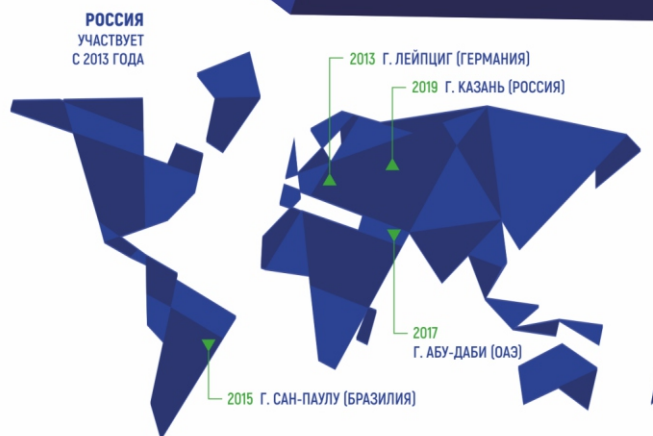 РОССИЯ
УЧАСТВУЕТ
С 2013 ГОДА
2013 Г. ЛЕЙПЦИГ (ГЕРМАНИЯ)
2019 Г. КАЗАНЬ (РОССИЯ)
2017
Г. АБУ-ДАБИ (ОАЭ)
2015 Г. САН-ПАУЛУ (БРАЗИЛИЯ)